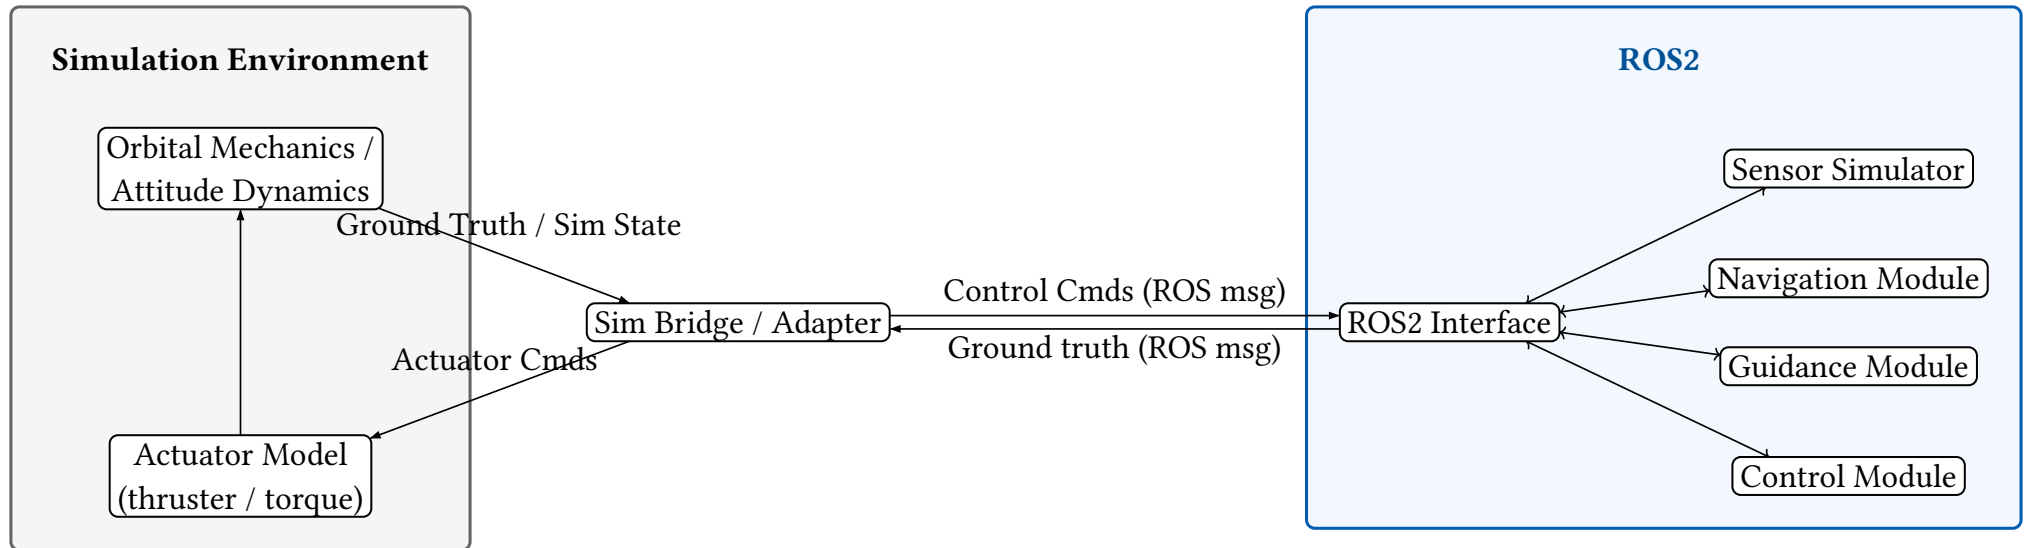 Simulation Environment
Orbital Mechanics /
Attitude Dynamics
Ground Truth / Sim State
Sim Bridge / Adapter
Actuator Cmds
Actuator Model
(thruster / torque)
Control Cmds (ROS msg)
Ground truth (ROS msg)
ROS2
ROS2 Interface
Sensor Simulator
Navigation Module
Guidance Module
Control Module